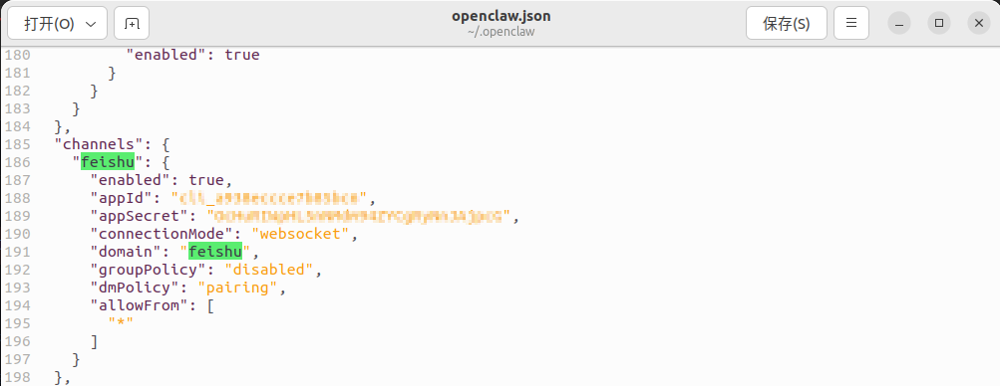 打开(O)
openclaw.json
~/.openclaw
保存(S)
180 "enabled": true
181 }
182 }
183 }
184 },
185 "channels": {
186 "feishu": {
187 "enabled": true,
188 "appId": "",
189 "appSecret": "",
190 "connectionMode": "websocket",
191 "domain": "feishu",
192 "groupPolicy": "disabled",
193 "dmPolicy": "pairing",
194 "allowFrom": [
195 "*"
196 ]
197 }
198 },